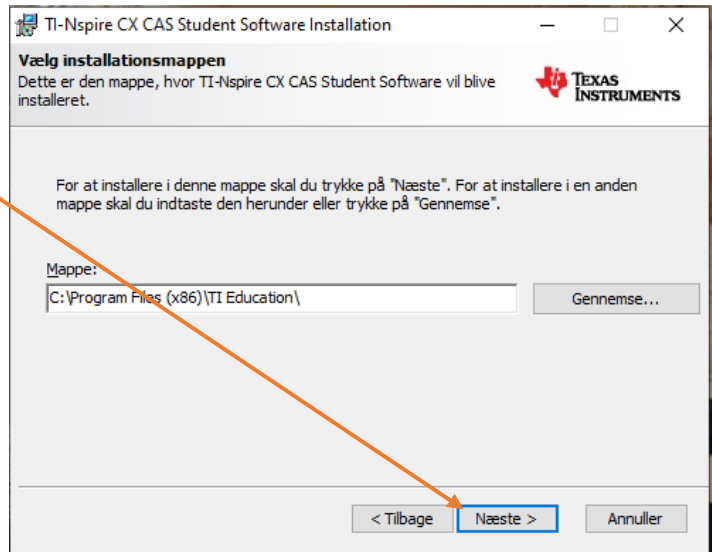 TI-Nspire CX CAS Student Software Installation
Vælg installationsmappen
Dette er den mappe, hvor TI-Nspire CX CAS Student Software vil blive
installeret.
TEXAS
INSTRUMENTS
For at installere i denne mappe skal du trykke på "Næste". For at installere i en anden
mappe skal du indtaste den herunder eller trykke på "Gennemse".
Mappe:
C:\Program Files (x86)\TI Education\
Gennemse...
< Tilbage
Næste >
Annuller